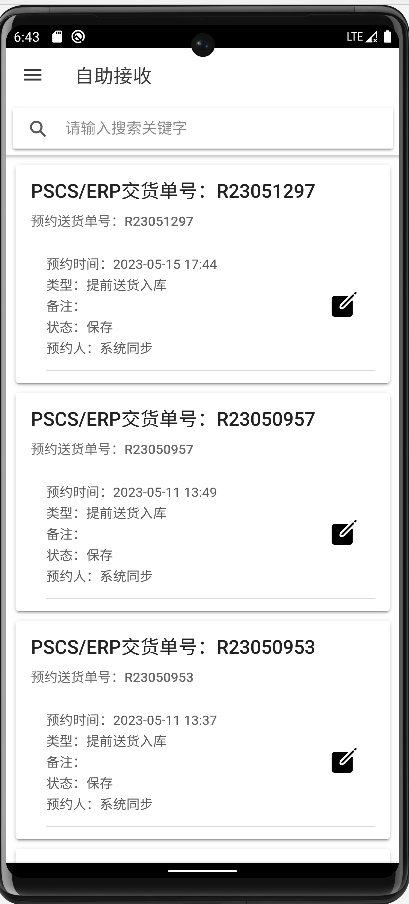 6:43
LTE
自助接收
请输入搜索关键字
PSCS/ERP交货单号：R23051297
预约送货单号：R23051297
预约时间：2023-05-15 17:44
类型：提前送货入库
备注：
状态：保存
预约人：系统同步
PSCS/ERP交货单号：R23050957
预约送货单号：R23050957
预约时间：2023-05-11 13:49
类型：提前送货入库
备注：
状态：保存
预约人：系统同步
PSCS/ERP交货单号：R23050953
预约送货单号：R23050953
预约时间：2023-05-11 13:37
类型：提前送货入库
备注：
状态：保存
预约人：系统同步